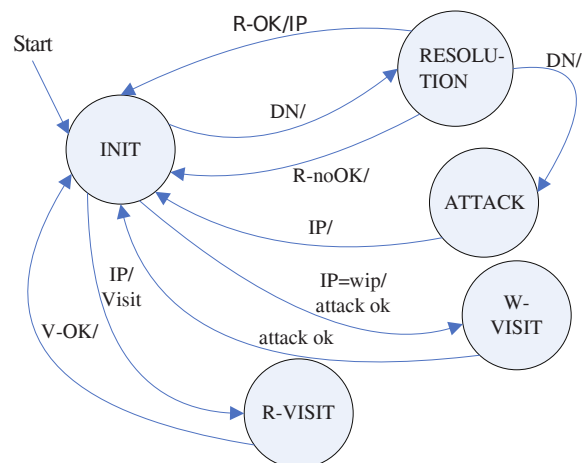 Start
R-OK/IP
RESOLU-
TION
DN/
DN/
INIT
R-noOK/
ATTACK
IP/
IP/
Visit
IP=wip/
attack ok
W-
VISIT
V-OK/
attack ok
R-VISIT